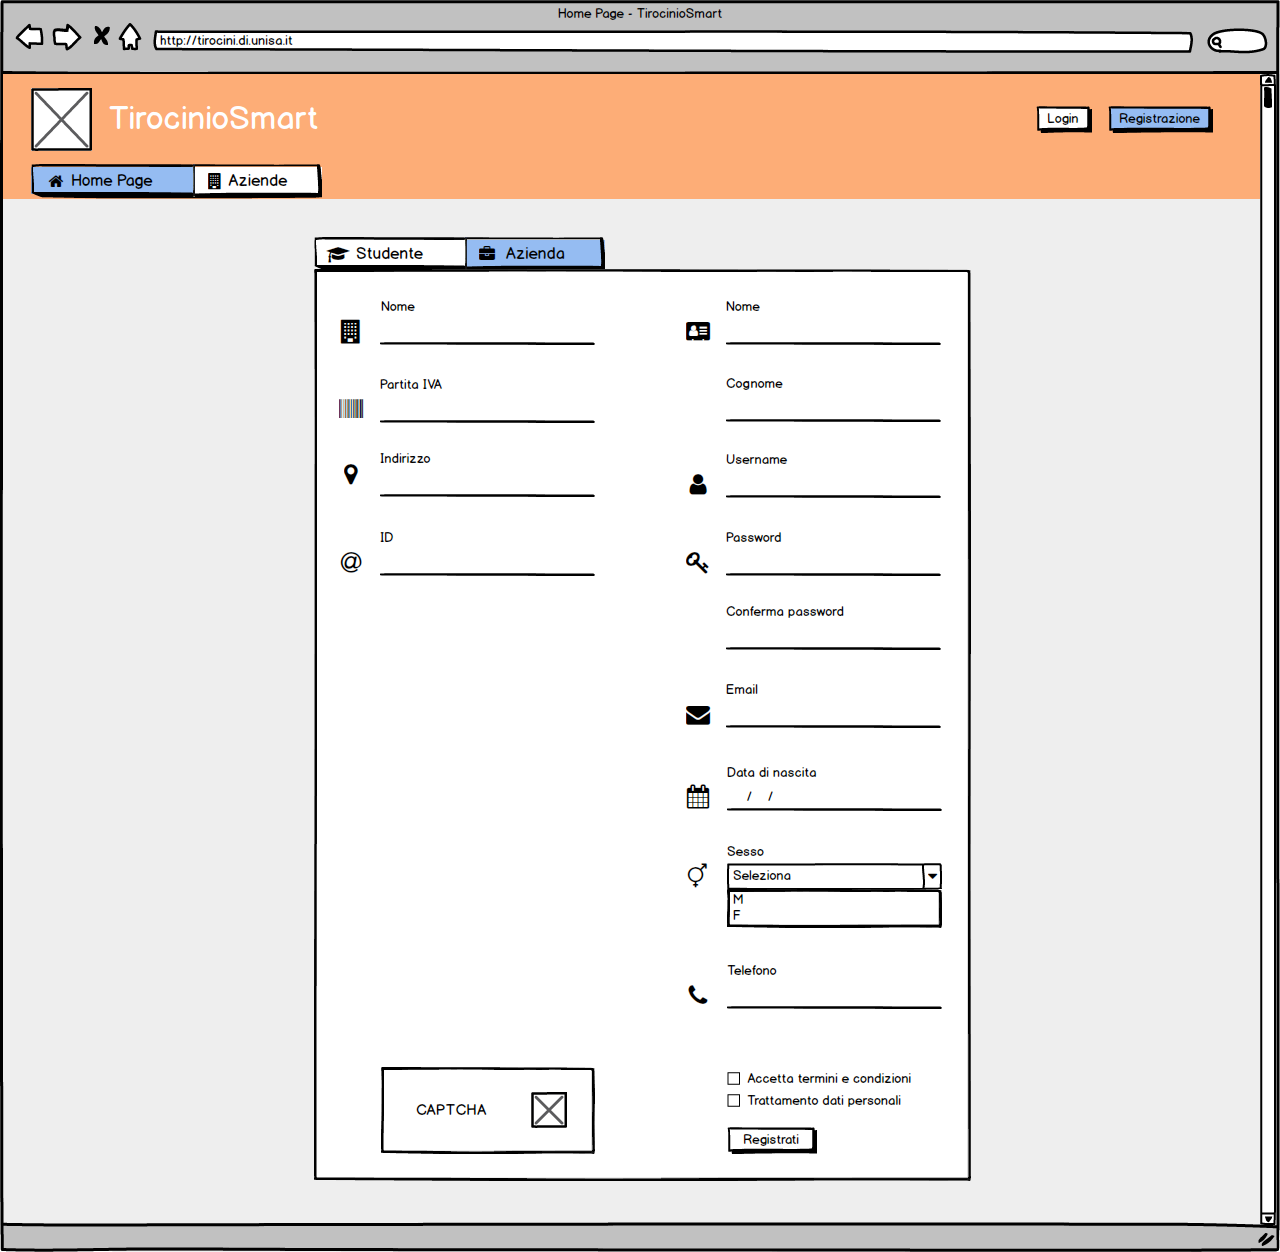 Home Page - TirocinioSmart
http://tirocini.di.unisa.it
TirocinioSmart
Login
Registrazione
Home Page
Aziende
Studente
Azienda
Nome
Partita IVA
Indirizzo
@
ID
CAPTCHA
Nome
Cognome
Username
Password
Conferma password
Email
Data di nascita
/ /
Sesso
Seleziona
M
F
Telefono
Accetta termini e condizioni
Trattamento dati personali
Registrati